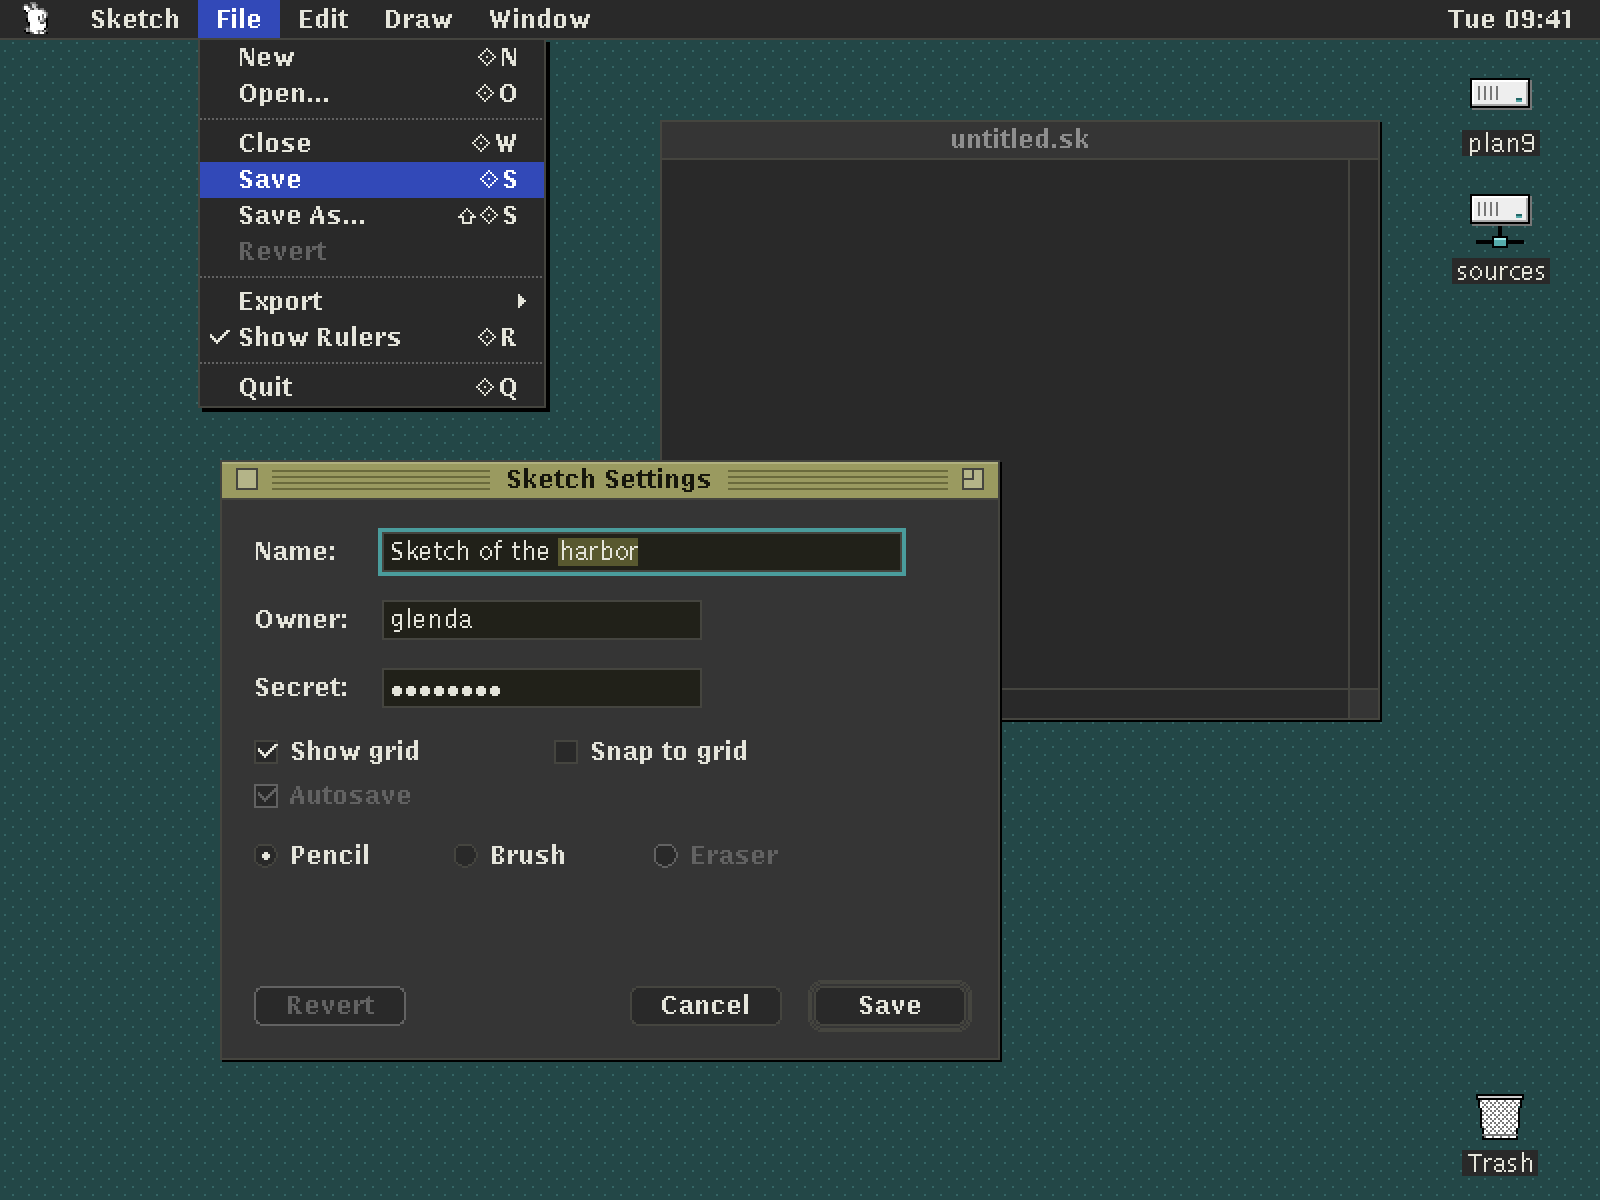 Sketch File Edit Draw Window Tue 09:41
New ◇N
Open... ◇O
Close ◇W
Save ◇S
Save As... ⇧◇S
Revert
Export
Show Rulers ◇R
Quit ◇Q
untitled.sk
plan9
sources
Sketch Settings
Name: Sketch of the harbor
Owner: glenda
Secret: ●●●●●●●●
Show grid Snap to grid
Autosave
Pencil Brush Eraser
Revert Cancel Save
Trash